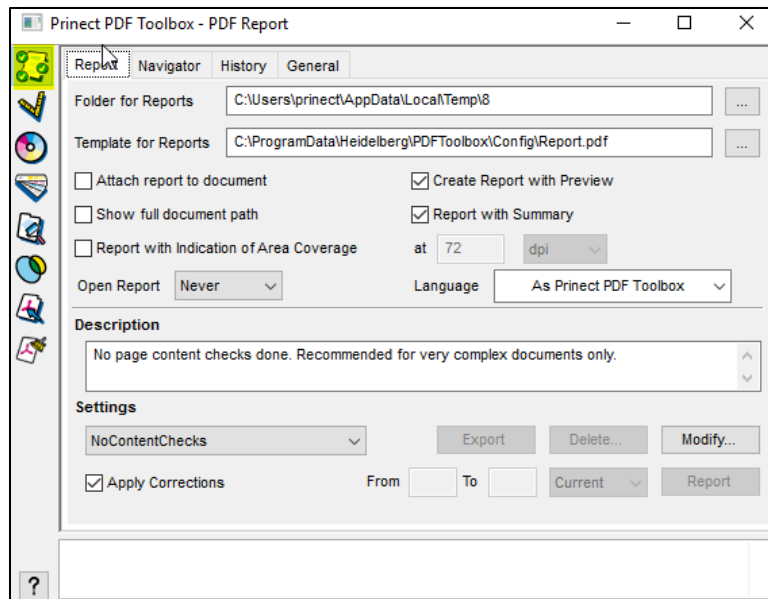 Prinect PDF Toolbox - PDF Report
Report Navigator History General
Folder for Reports C:\Users\prinect\AppData\Local\Temp\8 ...
Template for Reports C:\ProgramData\Heidelberg\PDFToolbox\Config\Report.pdf ...
Attach report to document Create Report with Preview
Show full document path Report with Summary
Report with Indication of Area Coverage at 72 dpi
Open Report Never Language As Prinect PDF Toolbox
Description
No page content checks done. Recommended for very complex documents only.
Settings
NoContentChecks Export Delete... Modify...
Apply Corrections From To Current Report
?